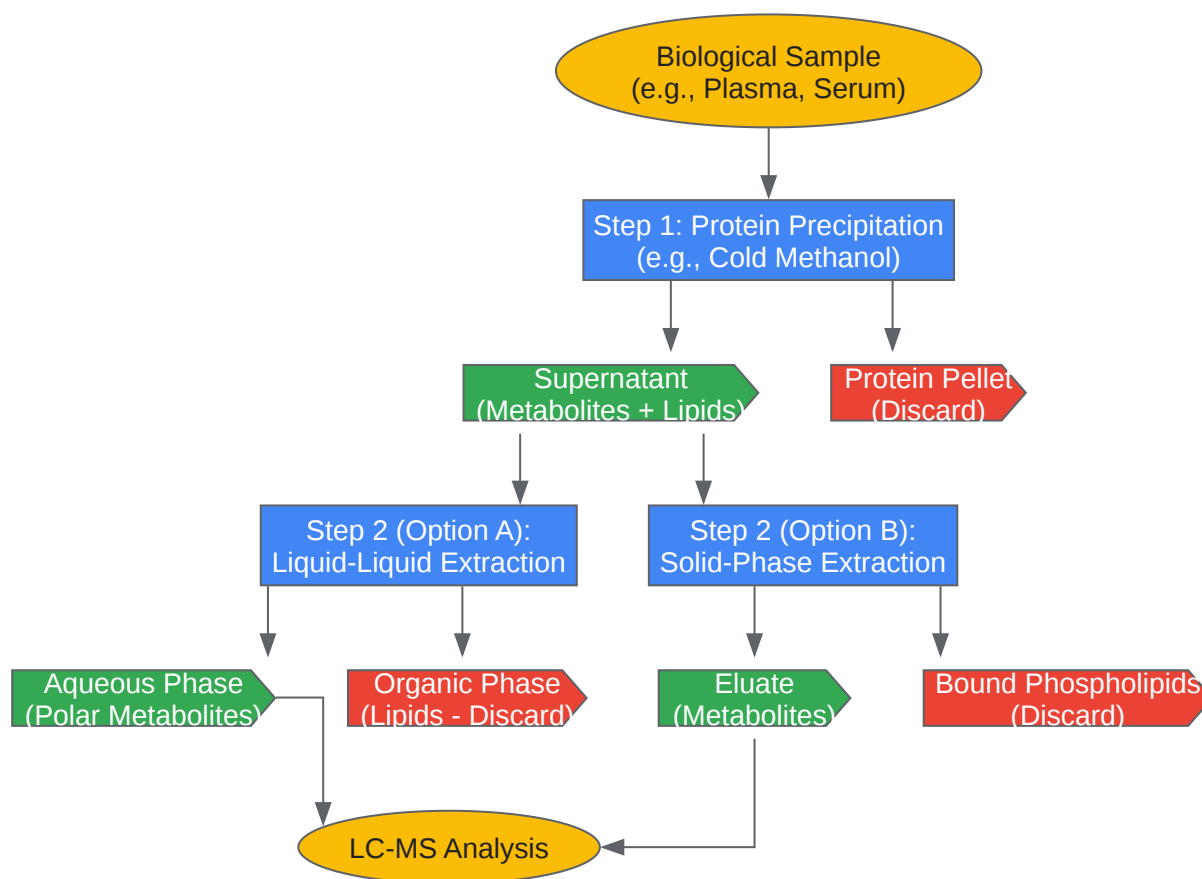 Biological Sample
(e.g., Plasma, Serum)
Step 1: Protein Precipitation
(e.g., Cold Methanol)
Supernatant
(Metabolites + Lipids)
Protein Pellet
(Discard)
Step 2 (Option A):
Liquid-Liquid Extraction
Step 2 (Option B):
Solid-Phase Extraction
Aqueous Phase
(Polar Metabolites)
Organic Phase
(Lipids - Discard)
Eluate
(Metabolites)
Bound Phospholipids
(Discard)
LC-MS Analysis